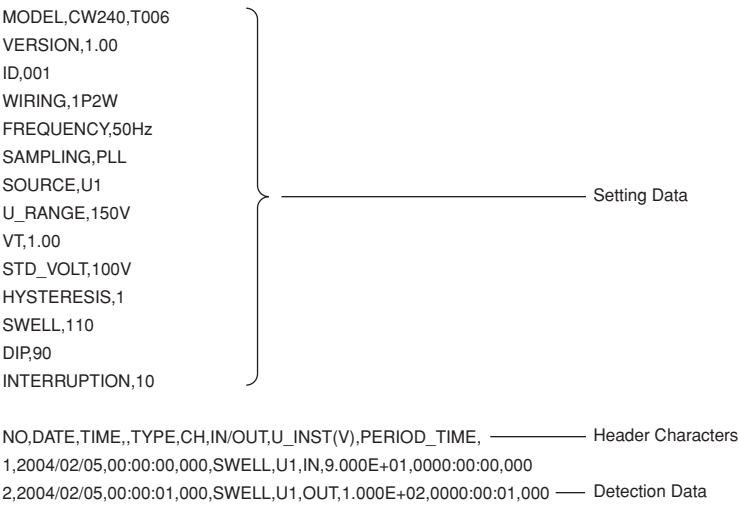 MODEL,CW240,T006
VERSION,1.00
ID,001
WIRING,1P2W
FREQUENCY,50Hz
SAMPLING,PLL
SOURCE,U1
Setting Data
U_RANGE,150V
VT,1.00
STD_VOLT,100V
HYSTERESIS,1
SWELL,110
DIP,90
INTERRUPTION,10
NO,DATE,TIME,,TYPE,CH,IN/OUT,U_INST(V),PERIOD_TIME, Header Characters
1,2004/02/05,00:00:00,000,SWELL,U1,IN,9.000E+01,0000:00:00,000
2,2004/02/05,00:00:01,000,SWELL,U1,OUT,1.000E+02,0000:00:01,000 Detection Data